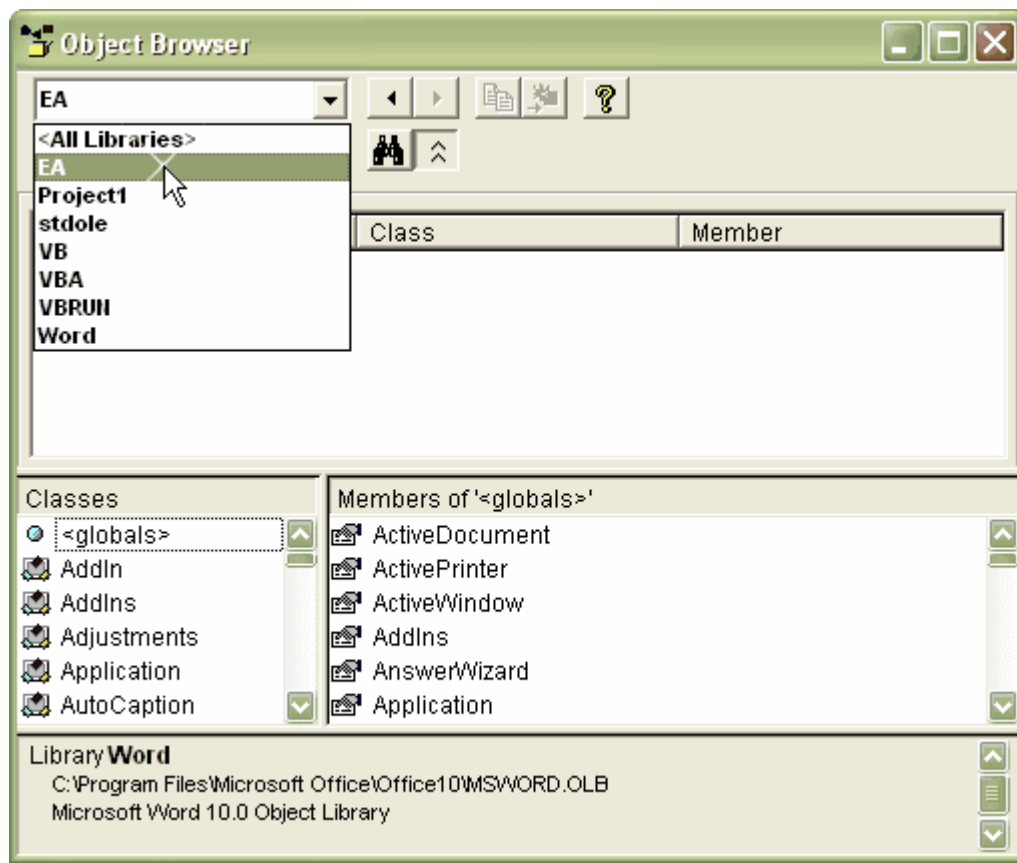 Object Browser
EA
<All Libraries>
EA
Project1
stdole
VB
VBA
VBRUN
Word
Class Member
Classes
<globals>
AddIn
AddIns
Adjustments
Application
AutoCaption
Members of '<globals>'
ActiveDocument
ActivePrinter
ActiveWindow
AddIns
AnswerWizard
Application
Library Word
C:\Program Files\Microsoft Office\Office10\MSWORD.OLB
Microsoft Word 10.0 Object Library